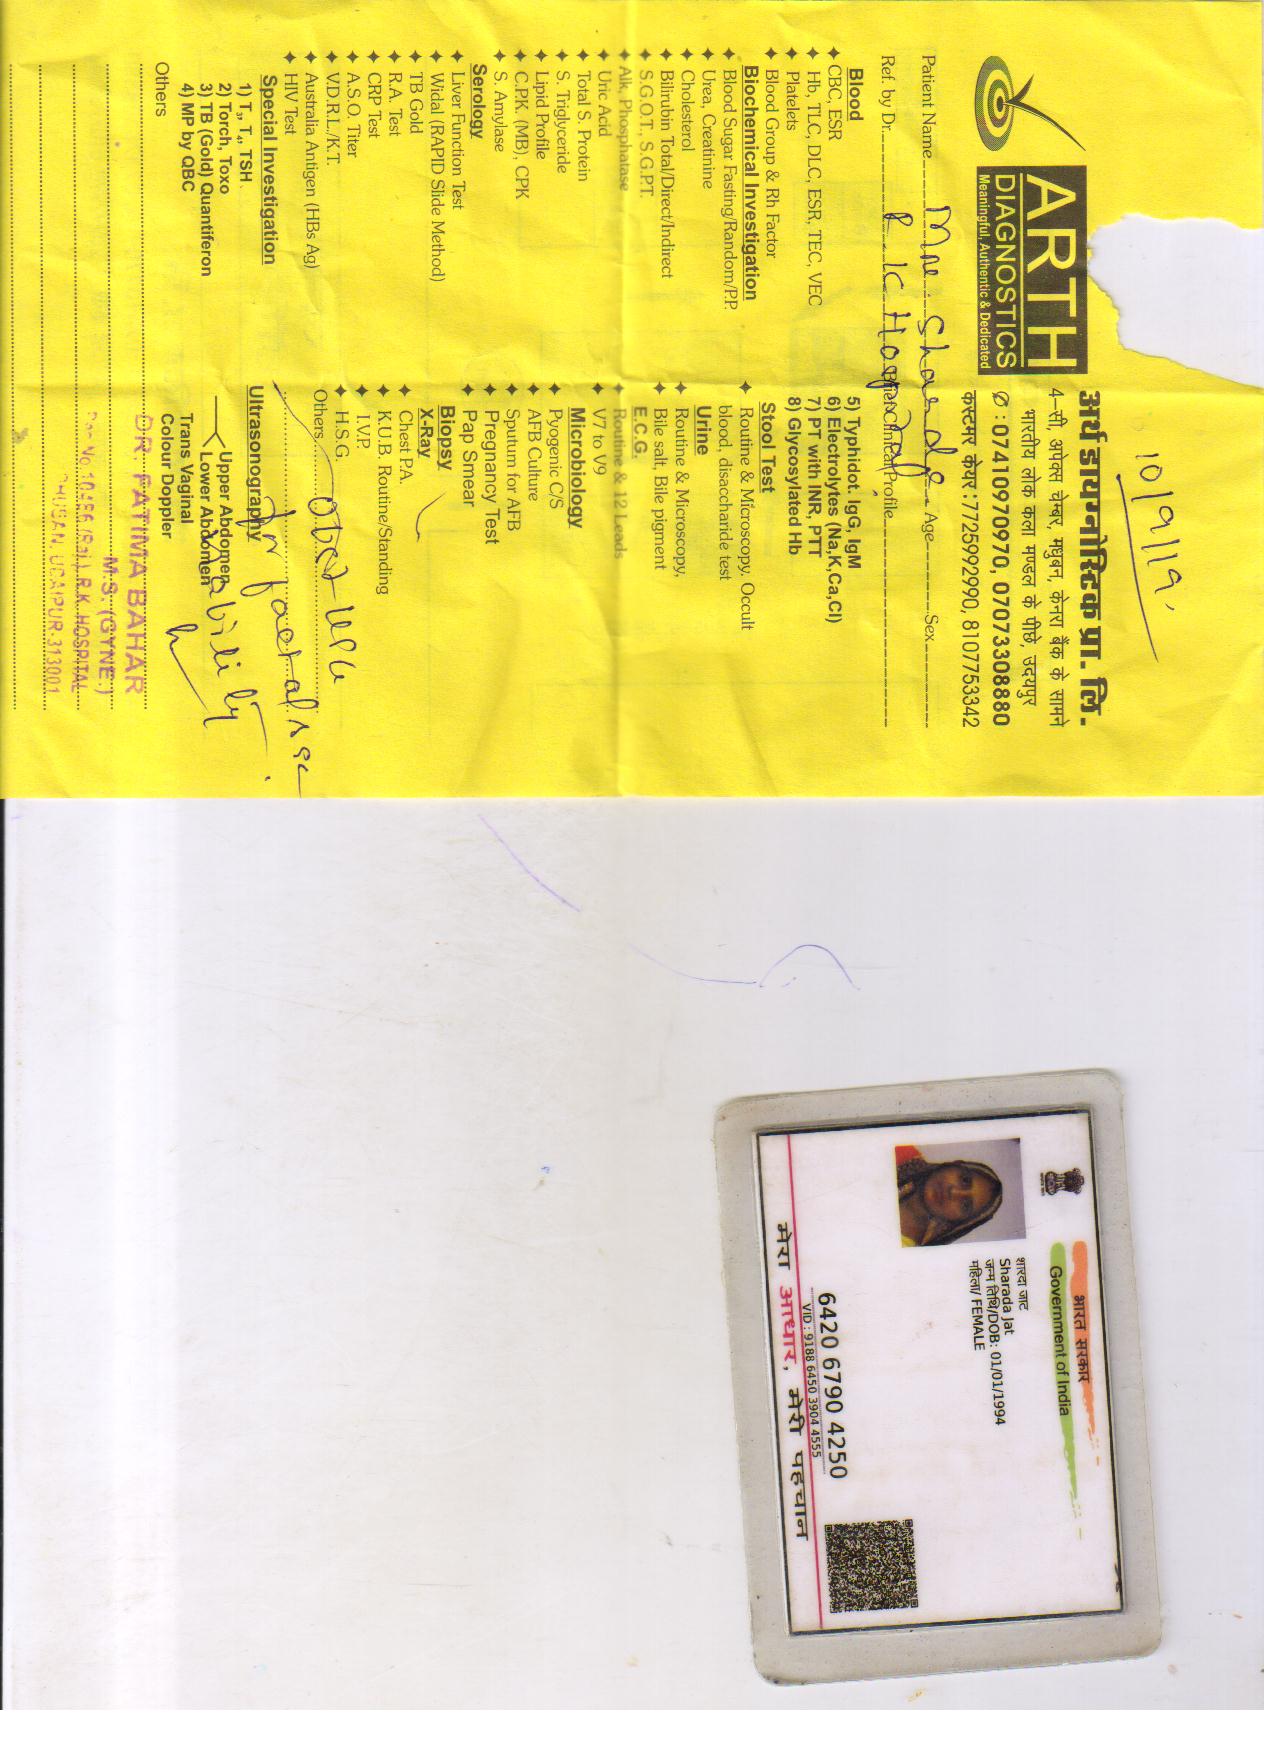 10/9/19
ARTH
DIAGNOSTICS
Meaningful, Authentic & Dedicated
अर्थ डायग्नोस्टिक प्रा. लि.
4-सी, अपेक्स चेम्बर, मधुबन, केनरा बैंक के सामने
भारतीय लोक कला मण्डल के पीछे, उदयपुर
✆ : 07410970970, 07073308880
कस्टमर केयर : 7725992990, 8107753342
Patient Name Mrs. Sharda Age Sex
Ref. by Dr. R K Hospital Brief Clinical Profile
Blood
✦ CBC, ESR
✦ Hb, TLC, DLC, ESR, TEC, VEC
✦ Platelets
✦ Blood Group & Rh Factor
Biochemical Investigation
✦ Blood Sugar Fasting/Random/P.P.
✦ Urea, Creatinine
✦ Cholesterol
✦ Bilrubin Total/Direct/Indirect
✦ S.G.O.T., S.G.P.T.
✦ Alk, Phosphatase
✦ Uric Acid
✦ Total S. Protein
✦ S. Triglyceride
✦ Lipid Profile
✦ C.P.K. (MB), CPK
✦ S. Amylase
Serology
✦ Liver Function Test
✦ Widal (RAPID Slide Method)
✦ TB Gold
✦ R.A. Test
✦ CRP Test
✦ A.S.O. Titer
✦ V.D.R.L./K.T.
✦ Australia Antigen (HBs Ag)
✦ HIV Test
Special Investigation
1) T₃, T₄, TSH
2) Torch, Toxo
3) TB (Gold) Quantiferon
4) MP by QBC
Others
5) Typhidot. IgG, IgM
6) Electrolytes (Na,K,Ca,Cl)
7) PT with INR, PTT
8) Glycosylated Hb
Stool Test
✦ Routine & Microscopy. Occult
blood, disaccharide test
Urine
✦ Routine & Microscopy,
✦ Bile salt, Bile pigment
E.C.G.
✦ Routine & 12 Leads
✦ V7 to V9
Microbiology
✦ Pyogenic C/S
✦ AFB Culture
✦ Sputum for AFB
✦ Pregnancy Test
✦ Pap Smear
Biopsy
X-Ray
✦ Chest P.A.
✦ K.U.B. Routine/Standing
✦ I.V.P.
✦ H.S.G.
Others
Obst USG
Ultrasonography
for foetal
viability
Upper Abdomen
Lower Abdomen
Trans Vaginal
Colour Doppler
DR. FATIMA BAHAR
M.S. (GYNE.)
R.K. HOSPITAL
UDAIPUR-313001
भारत सरकार
Government of India
शारदा जाट
Sharada Jat
जन्म तिथि/DOB: 01/01/1994
महिला/ FEMALE
6420 6790 4250
VID : 9188 6450 3904 4555
मेरा आधार, मेरी पहचान